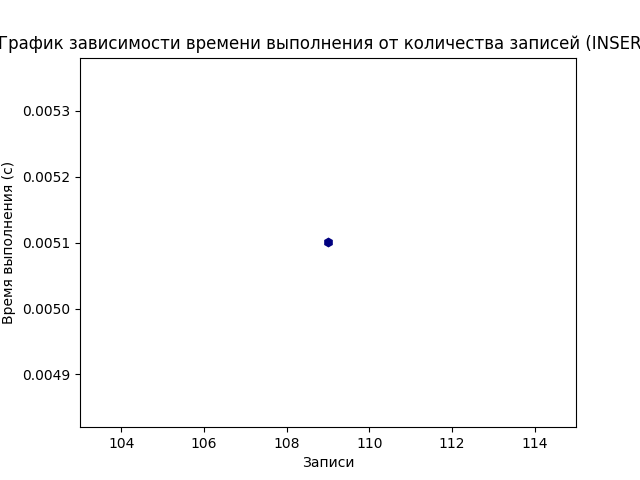 График зависимости времени выполнения от количества записей (INSER
0.0053
0.0052
0.0051
0.0050
0.0049
Время выполнения (с)
104 106 108 110 112 114
Записи